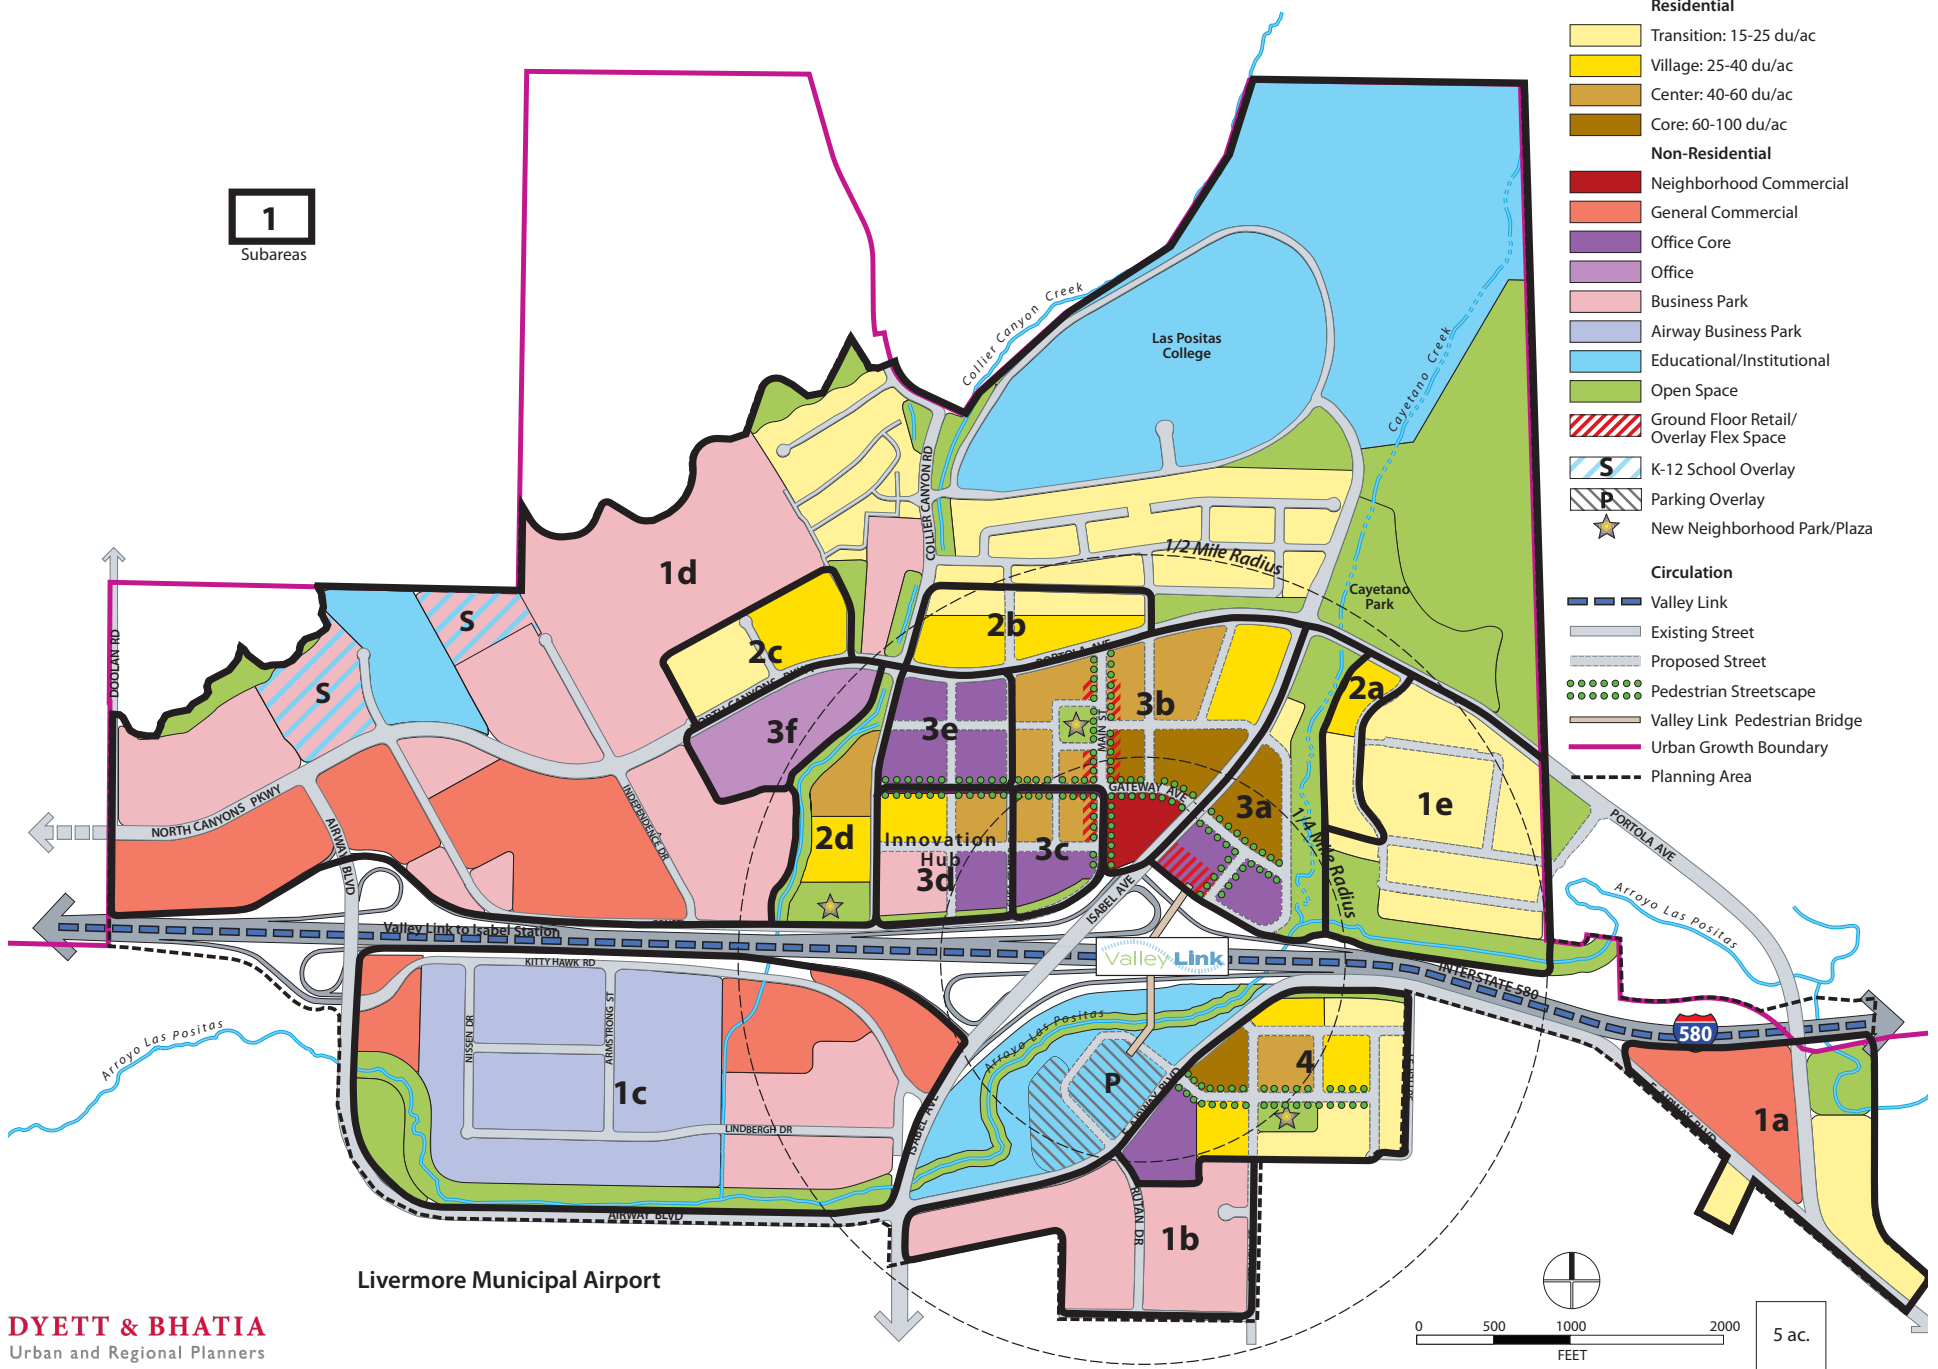 Residential
Transition: 15-25 du/ac
Village: 25-40 du/ac
Center: 40-60 du/ac
Core: 60-100 du/ac
Non-Residential
Neighborhood Commercial
General Commercial
Office Core
Office
Business Park
Airway Business Park
Educational/Institutional
Open Space
Ground Floor Retail/
Overlay Flex Space
S
K-12 School Overlay
P
Parking Overlay
New Neighborhood Park/Plaza
Circulation
Valley Link
Existing Street
Proposed Street
Pedestrian Streetscape
Valley Link Pedestrian Bridge
Urban Growth Boundary
Planning Area
1
Subareas
Las Positas
College
Collier Canyon Creek
Cayetano Creek
COLLIER CANYON RD
1/2 Mile Radius
Cayetano
Park
1d
S
S
DOOLAN RD
2c
2b
PORTOLA AVE
2a
3f
3e
3b
MAIN ST
NORTH CANYONS PKWY
AIRWAY BLVD
INDEPENDENCE DR
GATEWAY AVE
3a
1/4 Mile Radius
1e
PORTOLA AVE
2d
Innovation
Hub
3d
3c
ISABEL AVE
Arroyo Las Positas
Valley Link to Isabel Station
ValleyLink
INTERSTATE 580
580
KITTY HAWK RD
NISSEN DR
ARMSTRONG ST
1c
LINDBERGH DR
ISABEL AVE
Arroyo Las Positas
Arroyo Las Positas
P
4
E AIRWAY BLVD
1a
AIRWAY BLVD
RUTAN DR
1b
Livermore Municipal Airport
DYETT & BHATIA
Urban and Regional Planners
0 500 1000 2000
FEET
5 ac.